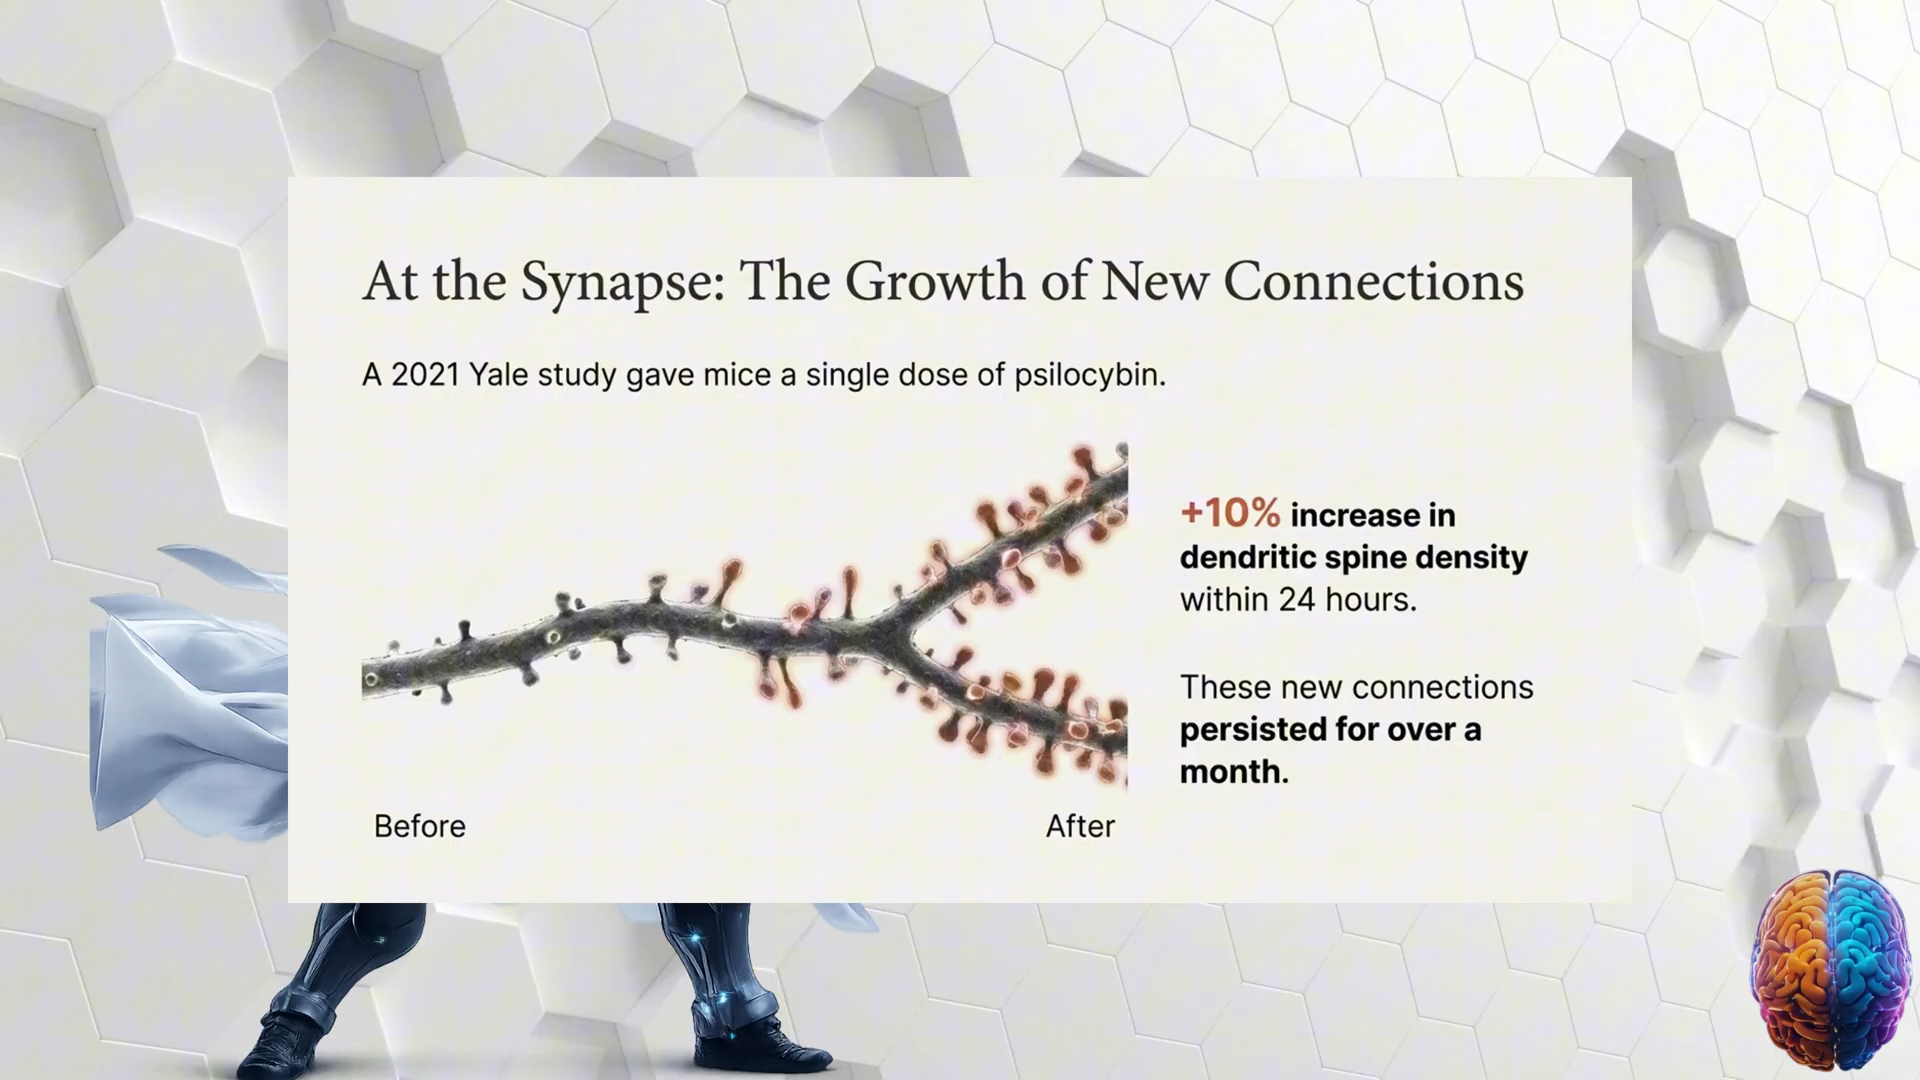 At the Synapse: The Growth of New Connections
A 2021 Yale study gave mice a single dose of psilocybin.
+10% increase in
dendritic spine density
within 24 hours.
These new connections
persisted for over a
month.
Before
After